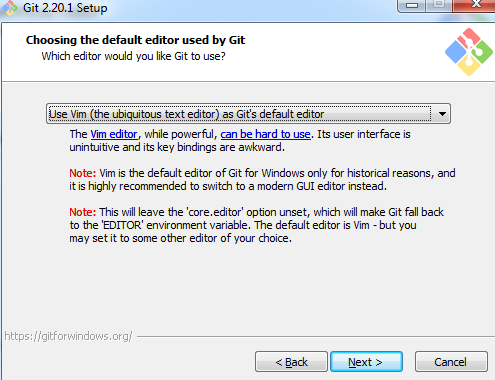 Git 2.20.1 Setup
Choosing the default editor used by Git
Which editor would you like Git to use?
Use Vim (the ubiquitous text editor) as Git's default editor
The Vim editor, while powerful, can be hard to use. Its user interface is
unintuitive and its key bindings are awkward.
Note: Vim is the default editor of Git for Windows only for historical reasons, and
it is highly recommended to switch to a modern GUI editor instead.
Note: This will leave the 'core.editor' option unset, which will make Git fall back
to the 'EDITOR' environment variable. The default editor is Vim - but you
may set it to some other editor of your choice.
https://gitforwindows.org/
< Back
Next >
Cancel